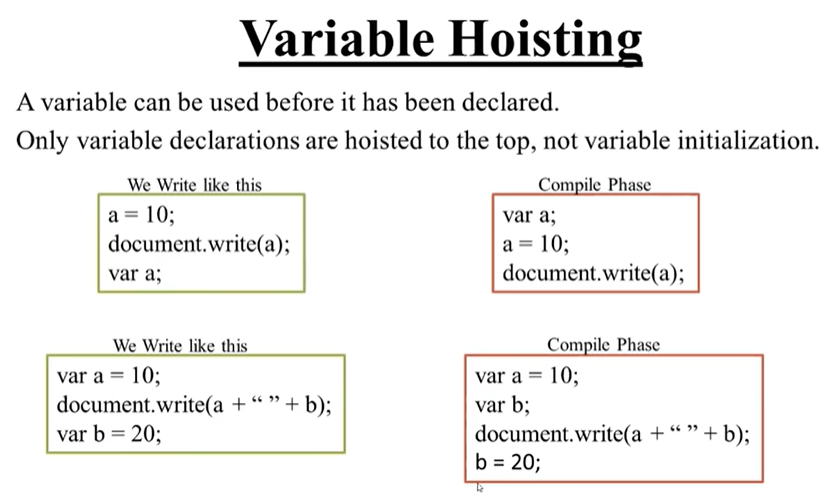 Variable Hoisting
A variable can be used before it has been declared.
Only variable declarations are hoisted to the top, not variable initialization.
We Write like this
a = 10;
document.write(a);
var a;
Compile Phase
var a;
a = 10;
document.write(a);
We Write like this
var a = 10;
document.write(a + “ ” + b);
var b = 20;
Compile Phase
var a = 10;
var b;
document.write(a + “ ” + b);
b = 20;